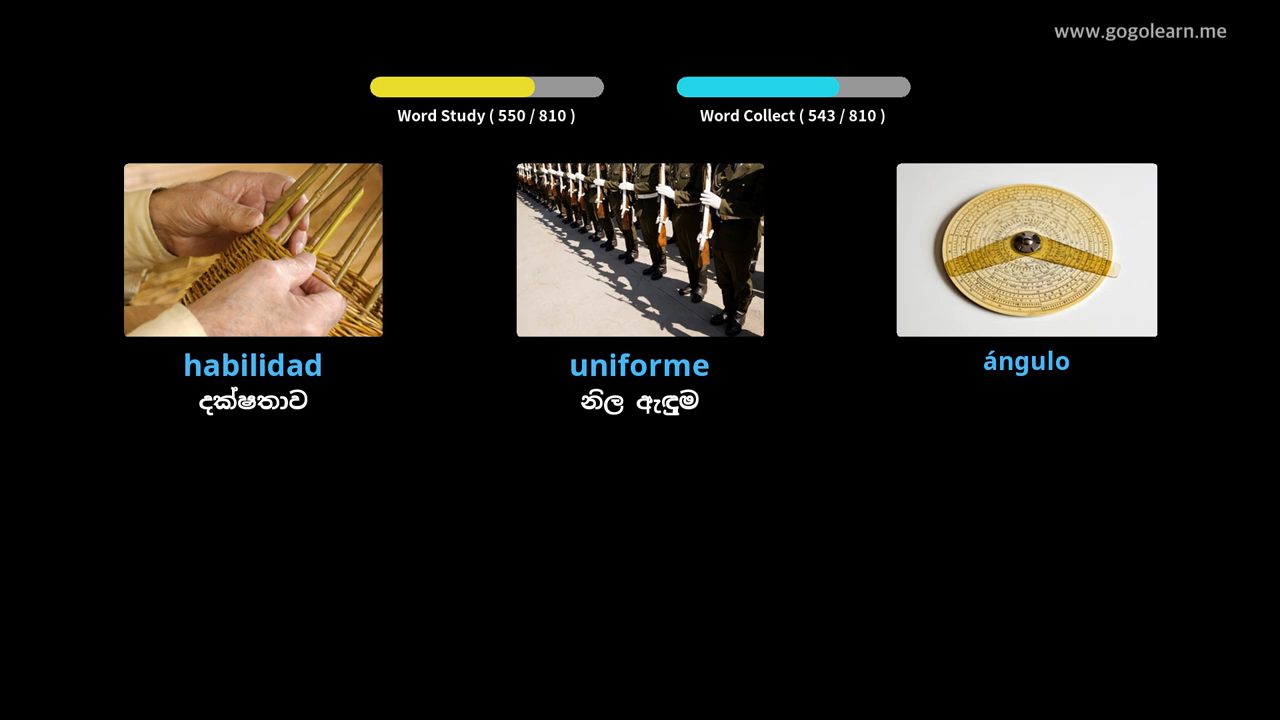 www.gogolearn.me
Word Study ( 550 / 810 )
Word Collect ( 543 / 810 )
habilidad
දක්ෂතාව
uniforme
නිල ඇඳුම
ángulo